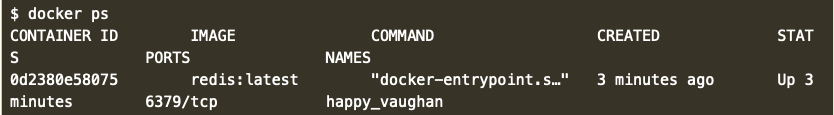 $ docker ps
CONTAINER ID        IMAGE               COMMAND                  CREATED             STAT
S              PORTS               NAMES
0d2380e58075        redis:latest        "docker-entrypoint.s…"   3 minutes ago       Up 3
minutes        6379/tcp            happy_vaughan